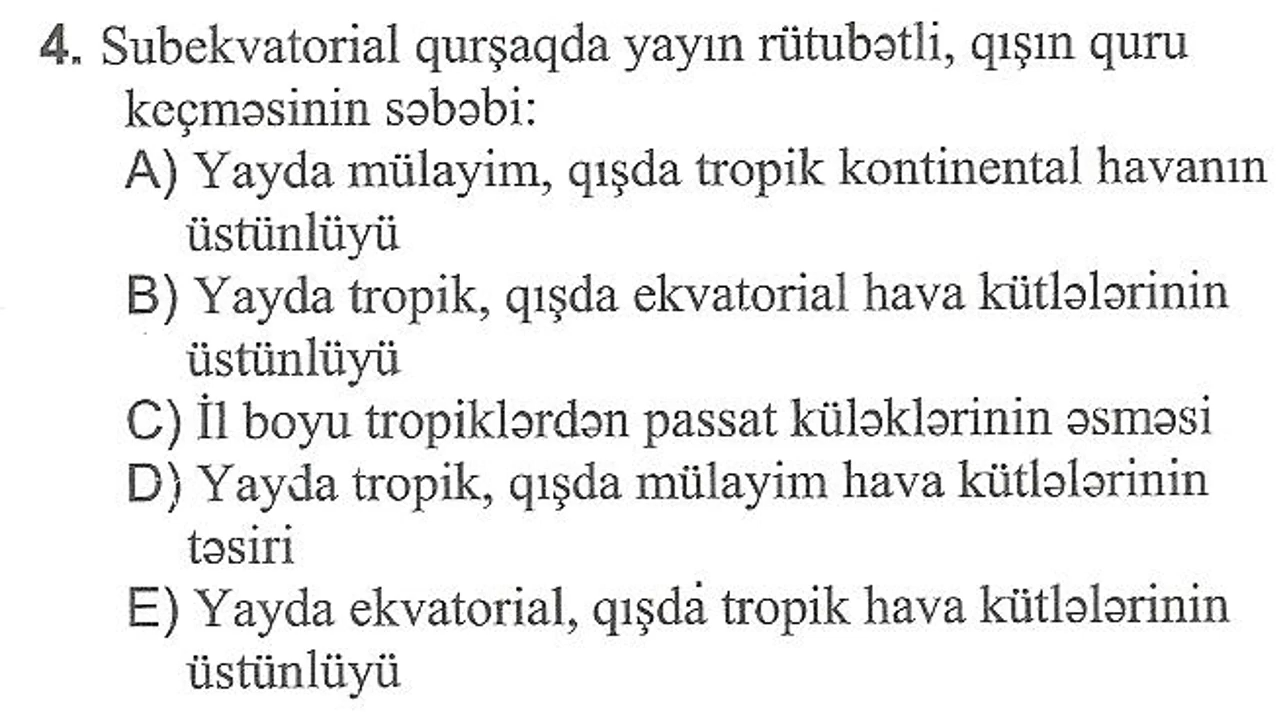 4. Subekvatorial qurşaqda yayın rütubətli, qışın quru
keçməsinin səbəbi:
A) Yayda mülayim, qışda tropik kontinental havanın
üstünlüyü
B) Yayda tropik, qışda ekvatorial hava kütlələrinin
üstünlüyü
C) İl boyu tropiklərdən passat küləklərinin əsməsi
D) Yayda tropik, qışda mülayim hava kütlələrinin
təsiri
E) Yayda ekvatorial, qışda tropik hava kütlələrinin
üstünlüyü